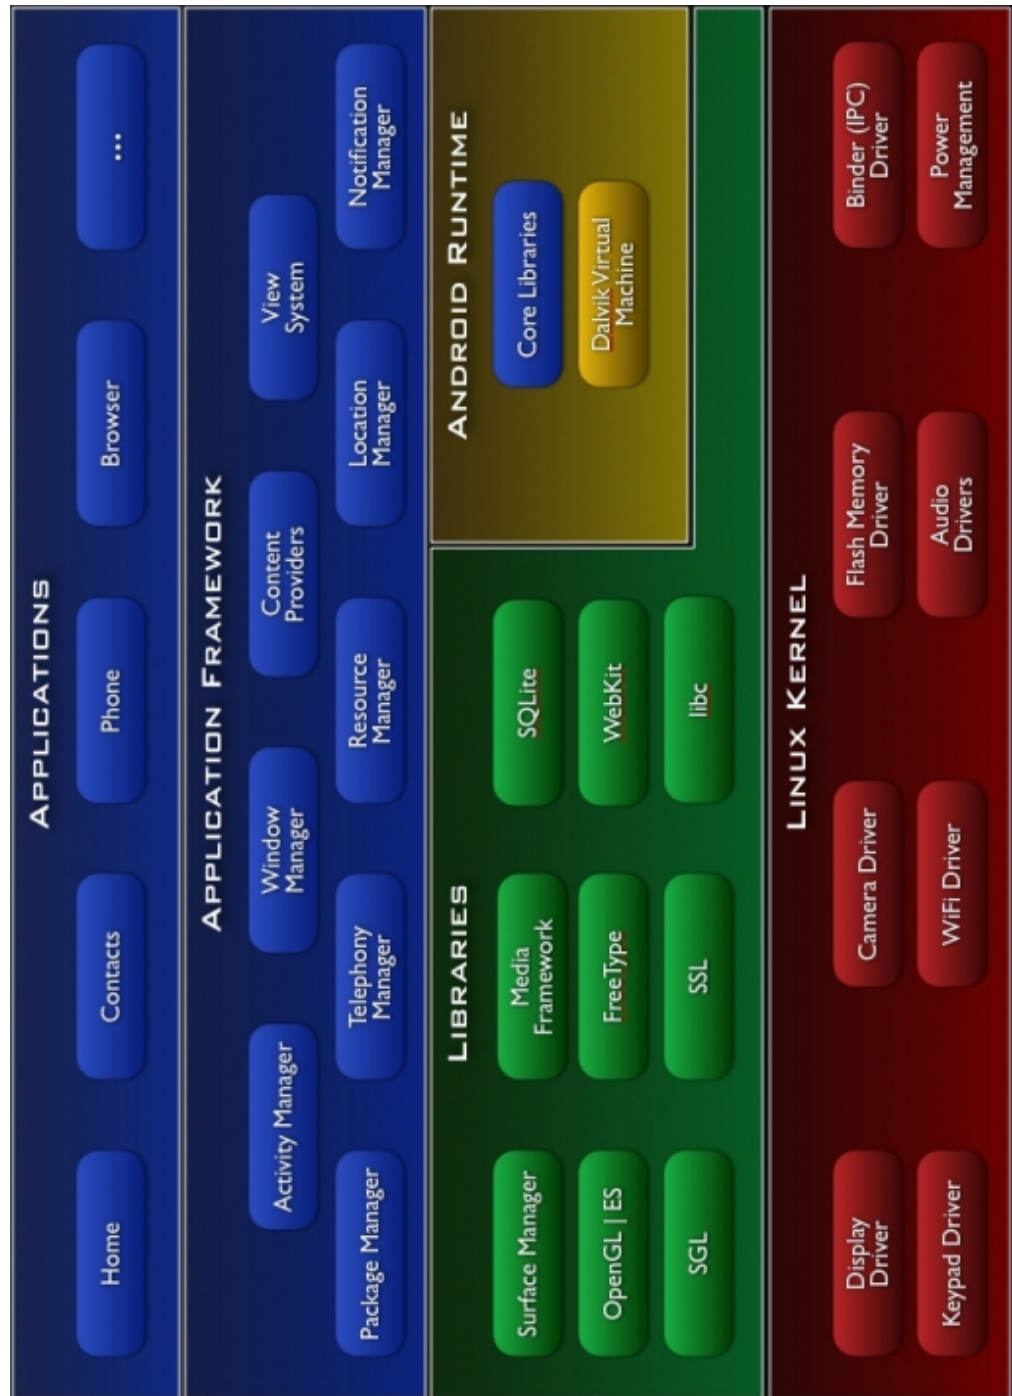 APPLICATIONS
Home
Contacts
Phone
Browser
...
APPLICATION FRAMEWORK
Activity Manager
Window
Manager
Content
Providers
View
System
Package Manager
Telephony
Manager
Resource
Manager
Location
Manager
Notification
Manager
LIBRARIES
Surface Manager
Media
Framework
SQLite
OpenGL | ES
FreeType
WebKit
SGL
SSL
libc
ANDROID RUNTIME
Core Libraries
Dalvik Virtual
Machine
LINUX KERNEL
Display
Driver
Camera Driver
Flash Memory
Driver
Binder (IPC)
Driver
Keypad Driver
WiFi Driver
Audio
Drivers
Power
Management